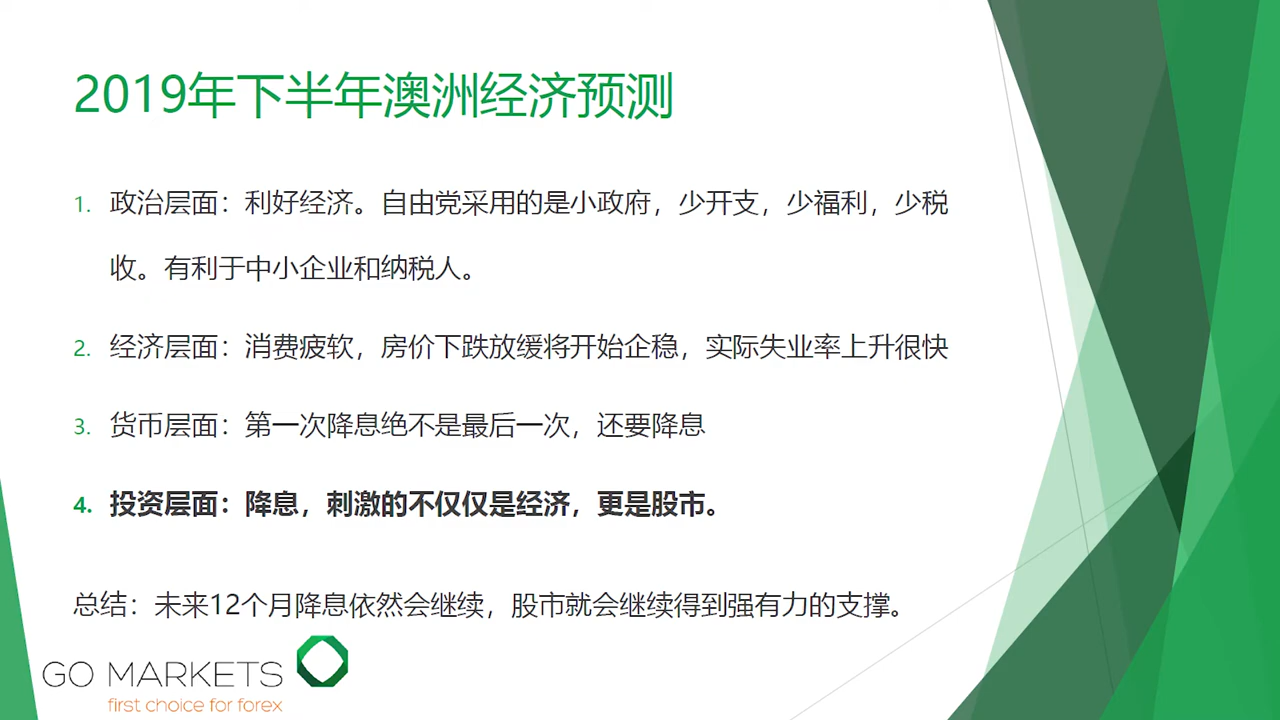 2019年下半年澳洲经济预测
1. 政治层面：利好经济。自由党采用的是小政府，少开支，少福利，少税
收。有利于中小企业和纳税人。
2. 经济层面：消费疲软，房价下跌放缓将开始企稳，实际失业率上升很快
3. 货币层面：第一次降息绝不是最后一次，还要降息
4. 投资层面：降息，刺激的不仅仅是经济，更是股市。
总结：未来12个月降息依然会继续，股市就会继续得到强有力的支撑。
GO MARKETS
first choice for forex